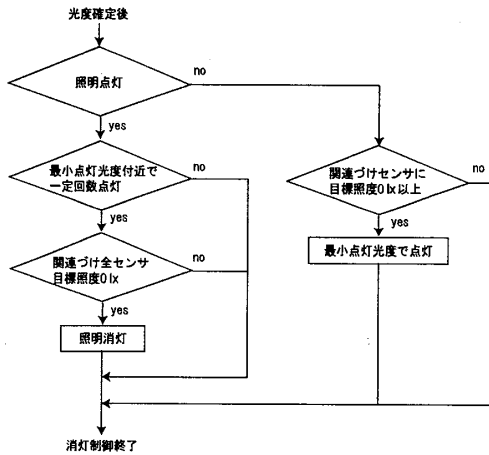 光度確定後
照明点灯
no
yes
最小点灯光度付近で
一定回数点灯
no
yes
関連づけ全センサ
目標照度0 lx
no
yes
照明消灯
関連づけセンサに
目標照度0 lx以上
no
yes
最小点灯光度で点灯
消灯制御終了